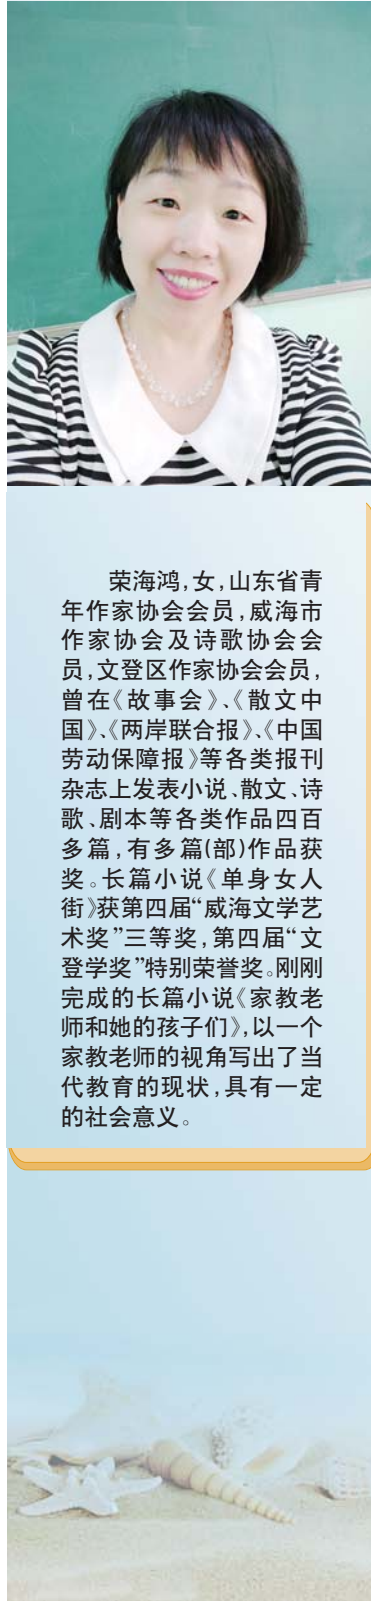 荣海鸿,女,山东省青
年作家协会会员,威海市
作家协会及诗歌协会会
员,文登区作家协会会员,
曾在《故事会》、《散文中
国》、《两岸联合报》、《中国
劳动保障报》等各类报刊
杂志上发表小说、散文、诗
歌、剧本等各类作品四百
多篇,有多篇(部)作品获
奖。长篇小说《单身女人
街》获第四届“威海文学艺
术奖”三等奖,第四届“文
登学奖”特别荣誉奖。刚刚
完成的长篇小说《家教老
师和她的孩子们》,以一个
家教老师的视角写出了当
代教育的现状,具有一定
的社会意义。